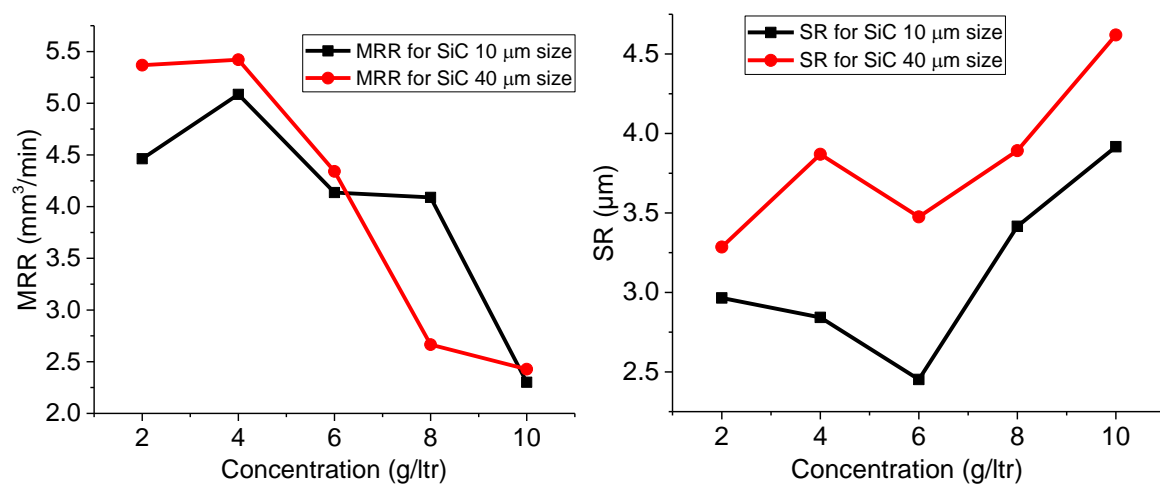 MRR for SiC 10 μm size
MRR for SiC 40 μm size
MRR (mm³/min)
5.5
5.0
4.5
4.0
3.5
3.0
2.5
2.0
2 4 6 8 10
Concentration (g/ltr)
SR for SiC 10 μm size
SR for SiC 40 μm size
SR (μm)
4.5
4.0
3.5
3.0
2.5
2 4 6 8 10
Concentration (g/ltr)